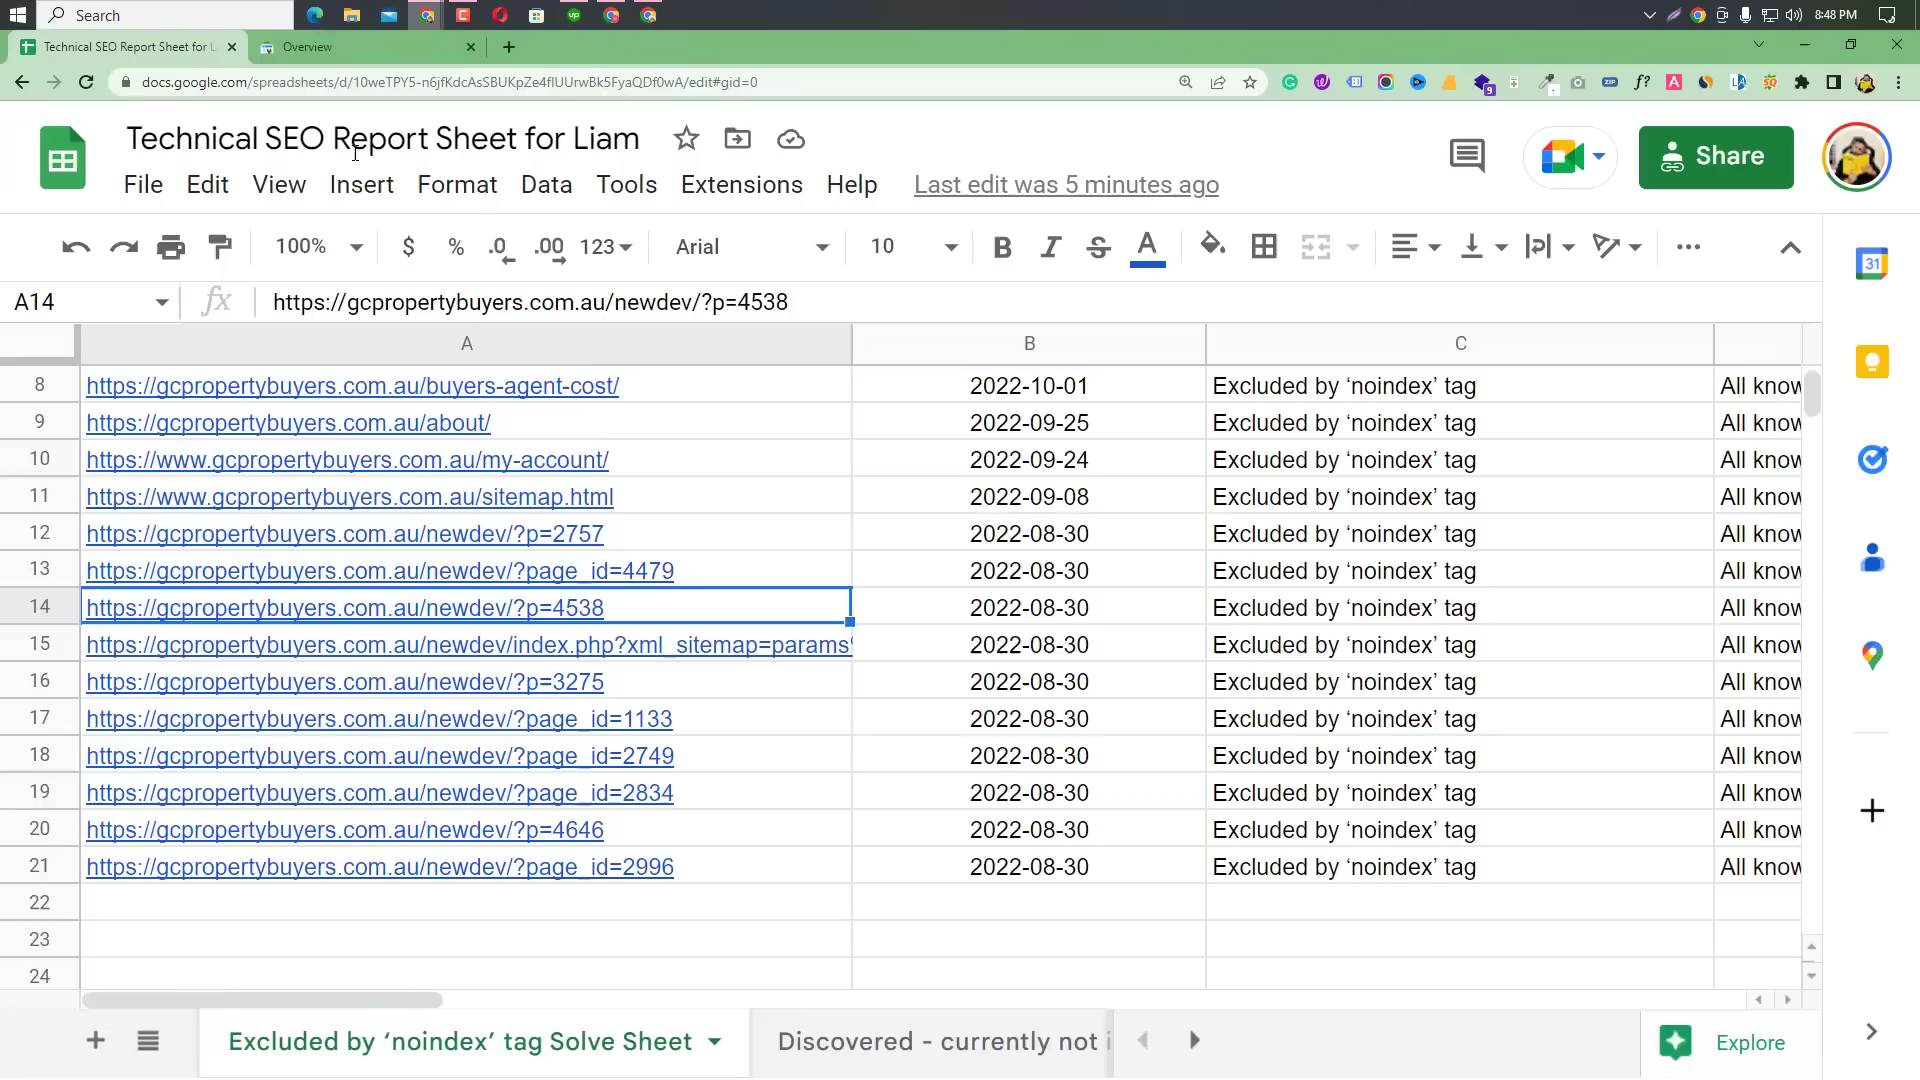 Search
8:48 PM
Technical SEO Report Sheet for L
Overview
docs.google.com/spreadsheets/d/10weTPY5-n6jfKdcAsSBUKpZe4flUUrwBk5FyaQDf0wA/edit#gid=0
Technical SEO Report Sheet for Liam
File Edit View Insert Format Data Tools Extensions Help Last edit was 5 minutes ago
Share
100% $ % .0 .00 123 Arial 10 B I S A
A14 fx https://gcpropertybuyers.com.au/newdev/?p=4538
A B C
8 https://gcpropertybuyers.com.au/buyers-agent-cost/ 2022-10-01 Excluded by ‘noindex’ tag All know
9 https://gcpropertybuyers.com.au/about/ 2022-09-25 Excluded by ‘noindex’ tag All know
10 https://www.gcpropertybuyers.com.au/my-account/ 2022-09-24 Excluded by ‘noindex’ tag All know
11 https://www.gcpropertybuyers.com.au/sitemap.html 2022-09-08 Excluded by ‘noindex’ tag All know
12 https://gcpropertybuyers.com.au/newdev/?p=2757 2022-08-30 Excluded by ‘noindex’ tag All know
13 https://gcpropertybuyers.com.au/newdev/?page_id=4479 2022-08-30 Excluded by ‘noindex’ tag All know
14 https://gcpropertybuyers.com.au/newdev/?p=4538 2022-08-30 Excluded by ‘noindex’ tag All know
15 https://gcpropertybuyers.com.au/newdev/index.php?xml_sitemap=params 2022-08-30 Excluded by ‘noindex’ tag All know
16 https://gcpropertybuyers.com.au/newdev/?p=3275 2022-08-30 Excluded by ‘noindex’ tag All know
17 https://gcpropertybuyers.com.au/newdev/?page_id=1133 2022-08-30 Excluded by ‘noindex’ tag All know
18 https://gcpropertybuyers.com.au/newdev/?page_id=2749 2022-08-30 Excluded by ‘noindex’ tag All know
19 https://gcpropertybuyers.com.au/newdev/?page_id=2834 2022-08-30 Excluded by ‘noindex’ tag All know
20 https://gcpropertybuyers.com.au/newdev/?p=4646 2022-08-30 Excluded by ‘noindex’ tag All know
21 https://gcpropertybuyers.com.au/newdev/?page_id=2996 2022-08-30 Excluded by ‘noindex’ tag All know
22
23
24
Excluded by ‘noindex’ tag Solve Sheet
Discovered - currently not i
Explore